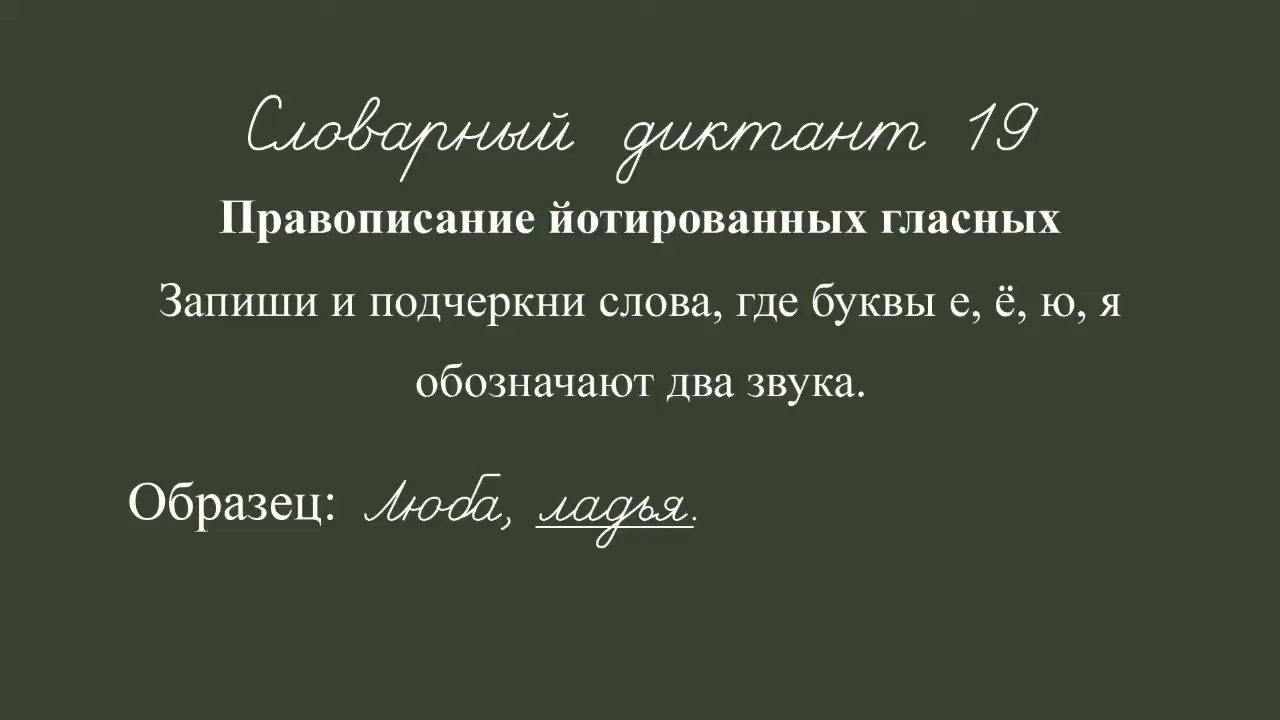 Словарный диктант 19
Правописание йотированных гласных
Запиши и подчеркни слова, где буквы е, ё, ю, я
обозначают два звука.
Образец: Люба, ладья.